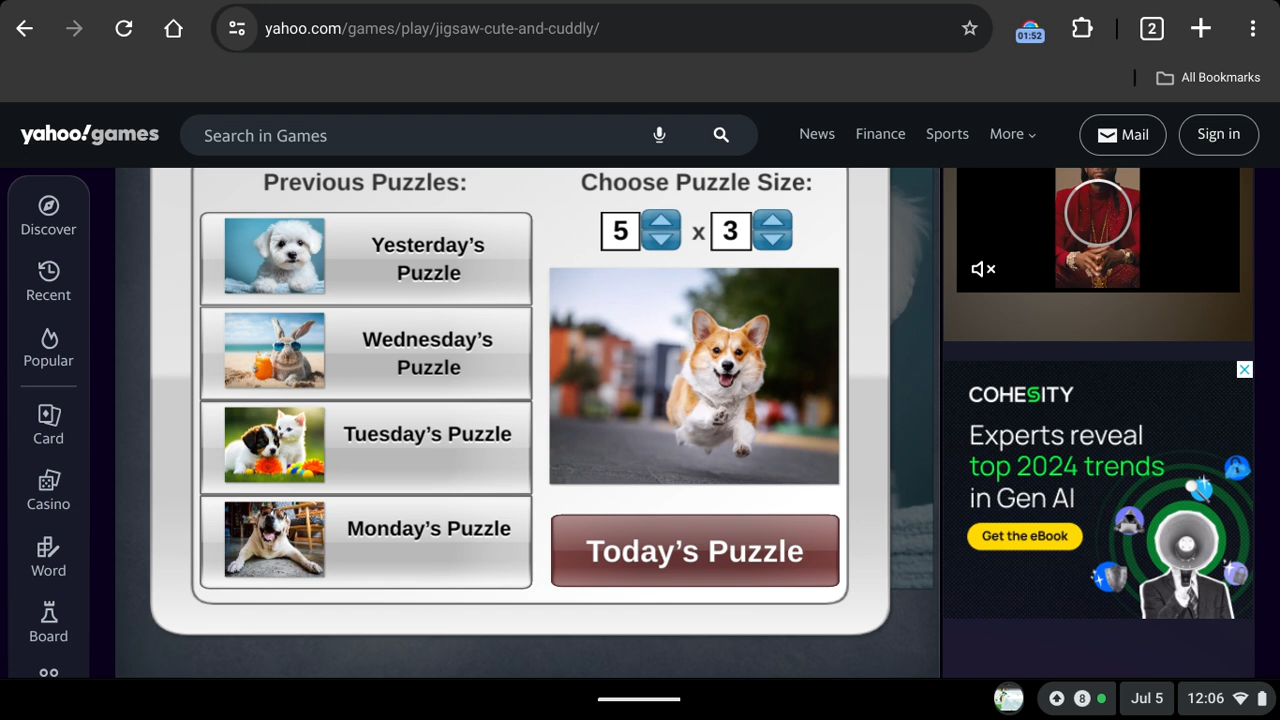 yahoo.com/games/play/jigsaw-cute-and-cuddly/
01:52
2
All Bookmarks
yahoo!games
Search in Games
News
Finance
Sports
More
Mail
Sign in
Discover
Recent
Popular
Card
Casino
Word
Board
Previous Puzzles:
Yesterday's
Puzzle
Wednesday's
Puzzle
Tuesday's Puzzle
Monday's Puzzle
Choose Puzzle Size:
5 x 3
Today's Puzzle
COHESITY
Experts reveal
top 2024 trends
in Gen AI
Get the eBook
8
Jul 5
12:06